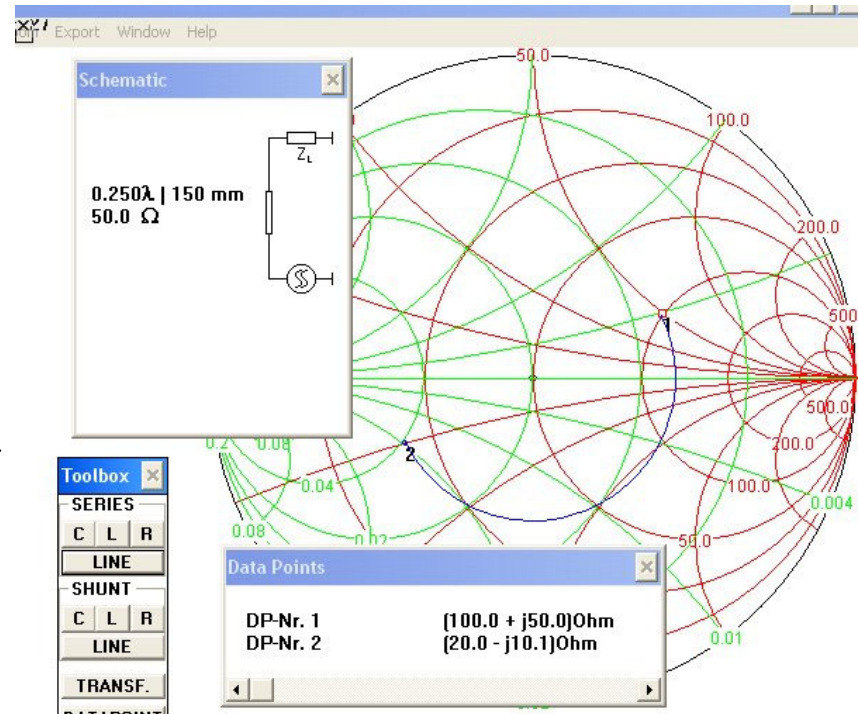 Export Window Help
Schematic
Z_L
0.250λ | 150 mm
50.0 Ω
50.0
100.0
200.0
500
500.0
200.0
100.0
50.0
0.004
0.01
0.2
0.08
0.04
0.08
0.02
1
2
Toolbox
SERIES
C L R
LINE
SHUNT
C L R
LINE
TRANSF.
DATAPOINT
Data Points
DP-Nr. 1 (100.0 + j50.0)Ohm
DP-Nr. 2 (20.0 - j10.1)Ohm